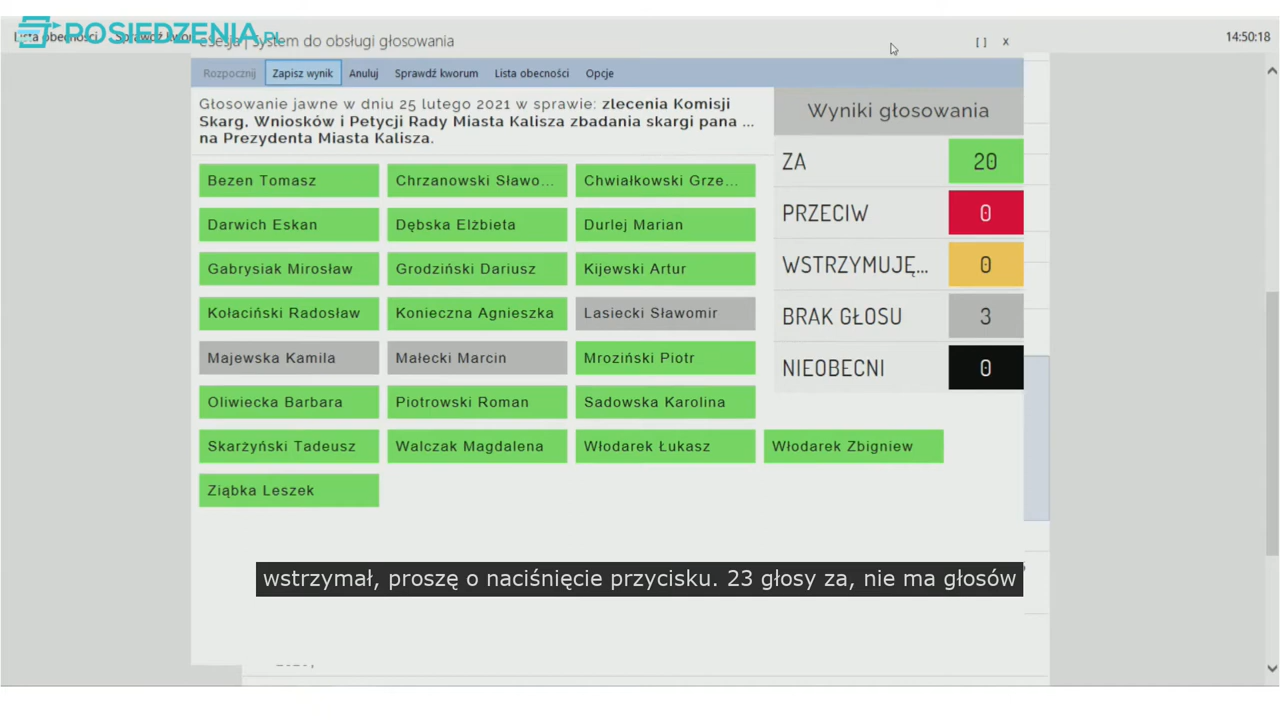 POSIEDZENIA.PL
Lista obecności Sprawdź kworum
eSesja | System do obsługi głosowania
[ ] x
14:50:18
Rozpocznij Zapisz wynik Anuluj Sprawdź kworum Lista obecności Opcje
Głosowanie jawne w dniu 25 lutego 2021 w sprawie: zlecenia Komisji
Skarg, Wniosków i Petycji Rady Miasta Kalisza zbadania skargi pana ...
na Prezydenta Miasta Kalisza.
Wyniki głosowania
ZA 20
PRZECIW 0
WSTRZYMUJĘ... 0
BRAK GŁOSU 3
NIEOBECNI 0
Bezen Tomasz Chrzanowski Sławo... Chwiałkowski Grze...
Darwich Eskan Dębska Elżbieta Durlej Marian
Gabrysiak Mirosław Grodziński Dariusz Kijewski Artur
Kołaciński Radosław Konieczna Agnieszka Lasiecki Sławomir
Majewska Kamila Małecki Marcin Mroziński Piotr
Oliwiecka Barbara Piotrowski Roman Sadowska Karolina
Skarżyński Tadeusz Walczak Magdalena Włodarek Łukasz Włodarek Zbigniew
Ziąbka Leszek
wstrzymał, proszę o naciśnięcie przycisku. 23 głosy za, nie ma głosów